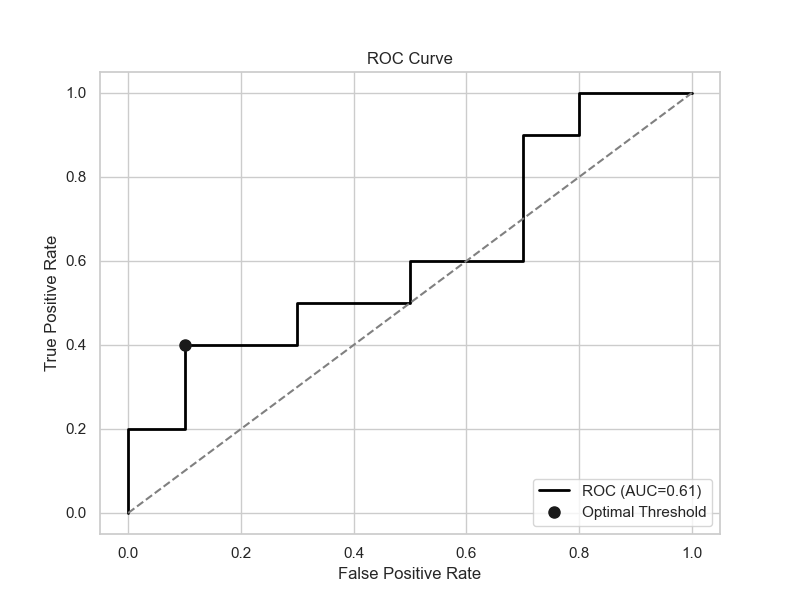 ROC Curve
1.0
0.8
0.6
0.4
0.2
0.0
True Positive Rate
0.0 0.2 0.4 0.6 0.8 1.0
False Positive Rate
ROC (AUC=0.61)
Optimal Threshold